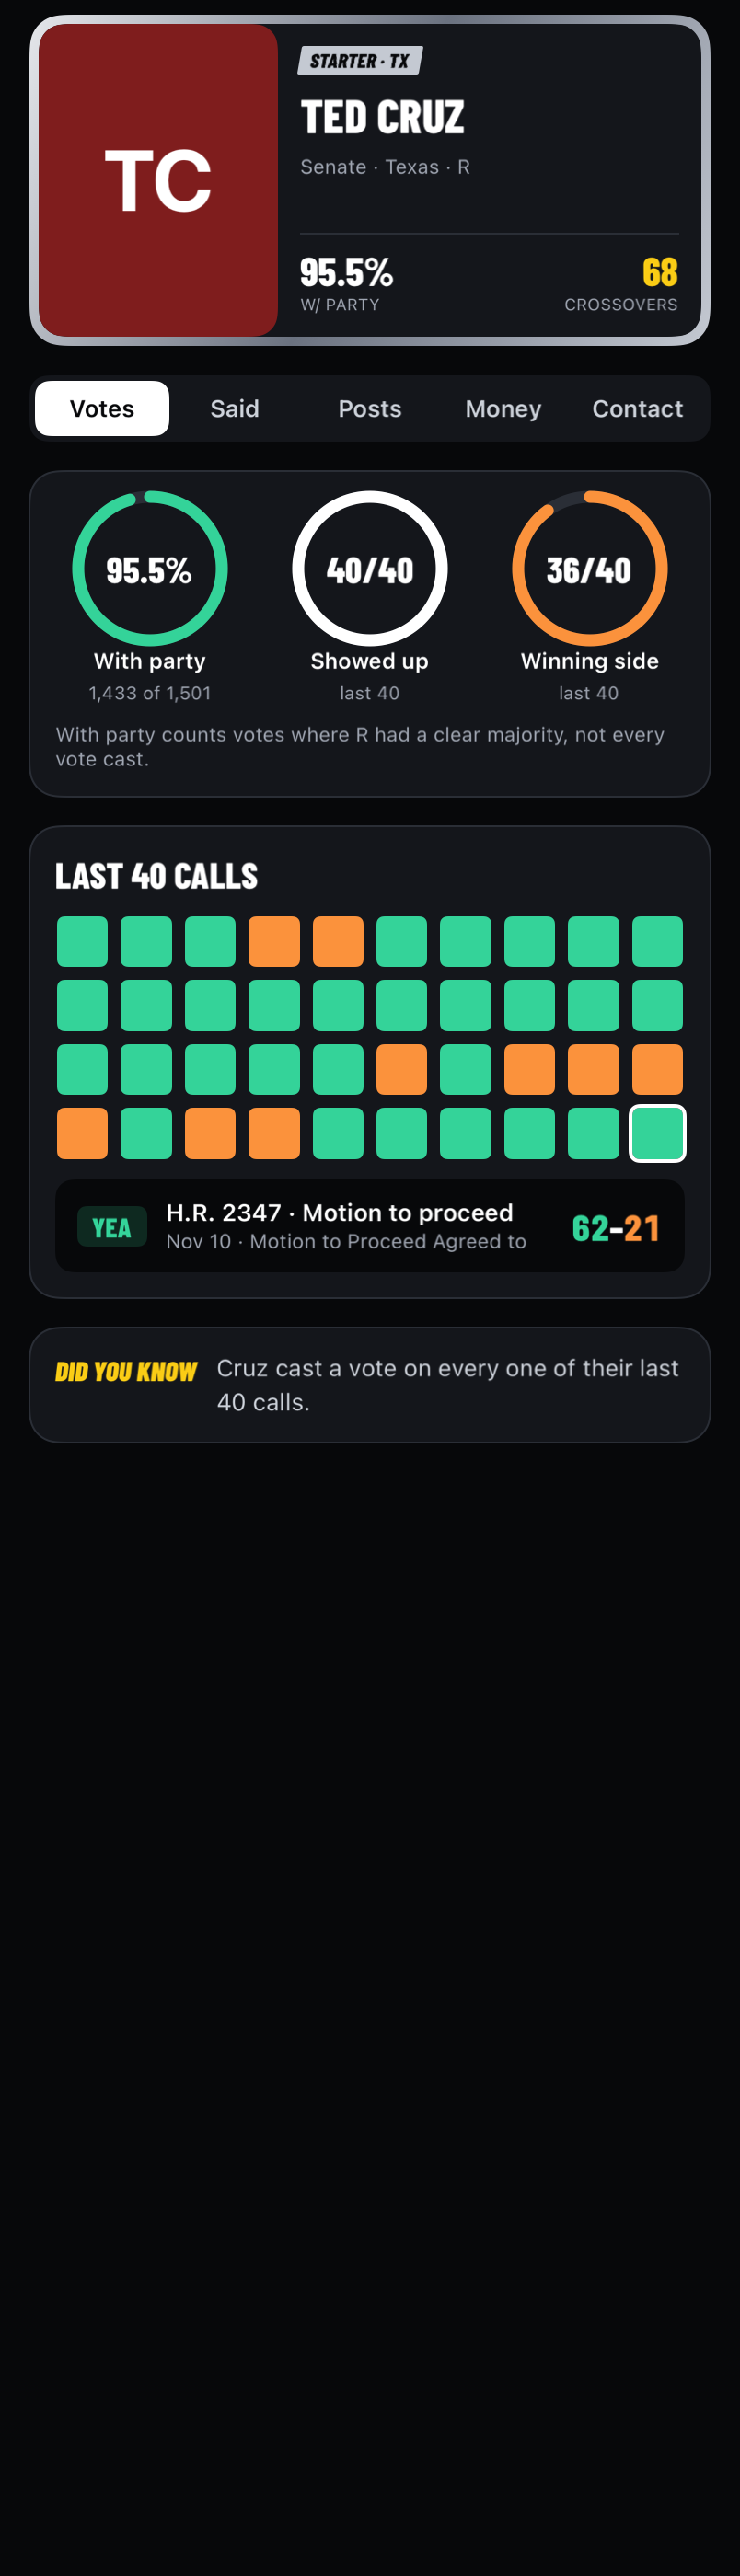 TC
STARTER · TX
TED CRUZ
Senate · Texas · R
95.5%
W/ PARTY
68
CROSSOVERS
Votes
Said
Posts
Money
Contact
95.5%
With party
1,433 of 1,501
40/40
Showed up
last 40
36/40
Winning side
last 40
With party counts votes where R had a clear majority, not every
vote cast.
LAST 40 CALLS
YEA
H.R. 2347 · Motion to proceed
Nov 10 · Motion to Proceed Agreed to
62–21
DID YOU KNOW
Cruz cast a vote on every one of their last
40 calls.